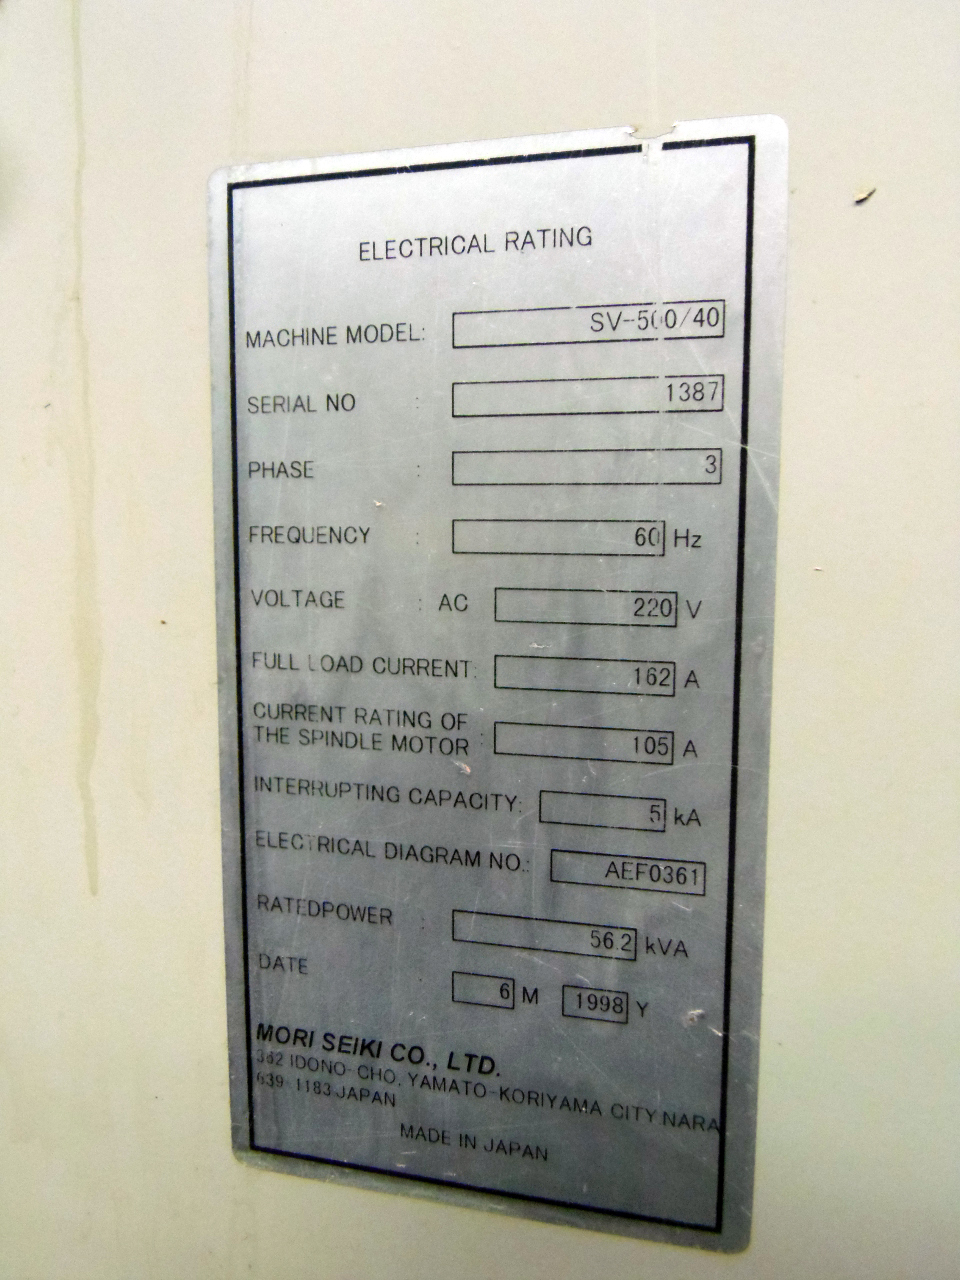 ELECTRICAL RATING
MACHINE MODEL: SV-500/40
SERIAL NO : 1387
PHASE : 3
FREQUENCY : 60 Hz
VOLTAGE : AC 220 V
FULL LOAD CURRENT: 162 A
CURRENT RATING OF
THE SPINDLE MOTOR : 105 A
INTERRUPTING CAPACITY: 5 kA
ELECTRICAL DIAGRAM NO.: AEF0361
RATEDPOWER : 56.2 kVA
DATE 6 M 1998 Y
MORI SEIKI CO., LTD.
362 IDONO-CHO, YAMATO-KORIYAMA CITY NARA
639-1183 JAPAN
MADE IN JAPAN